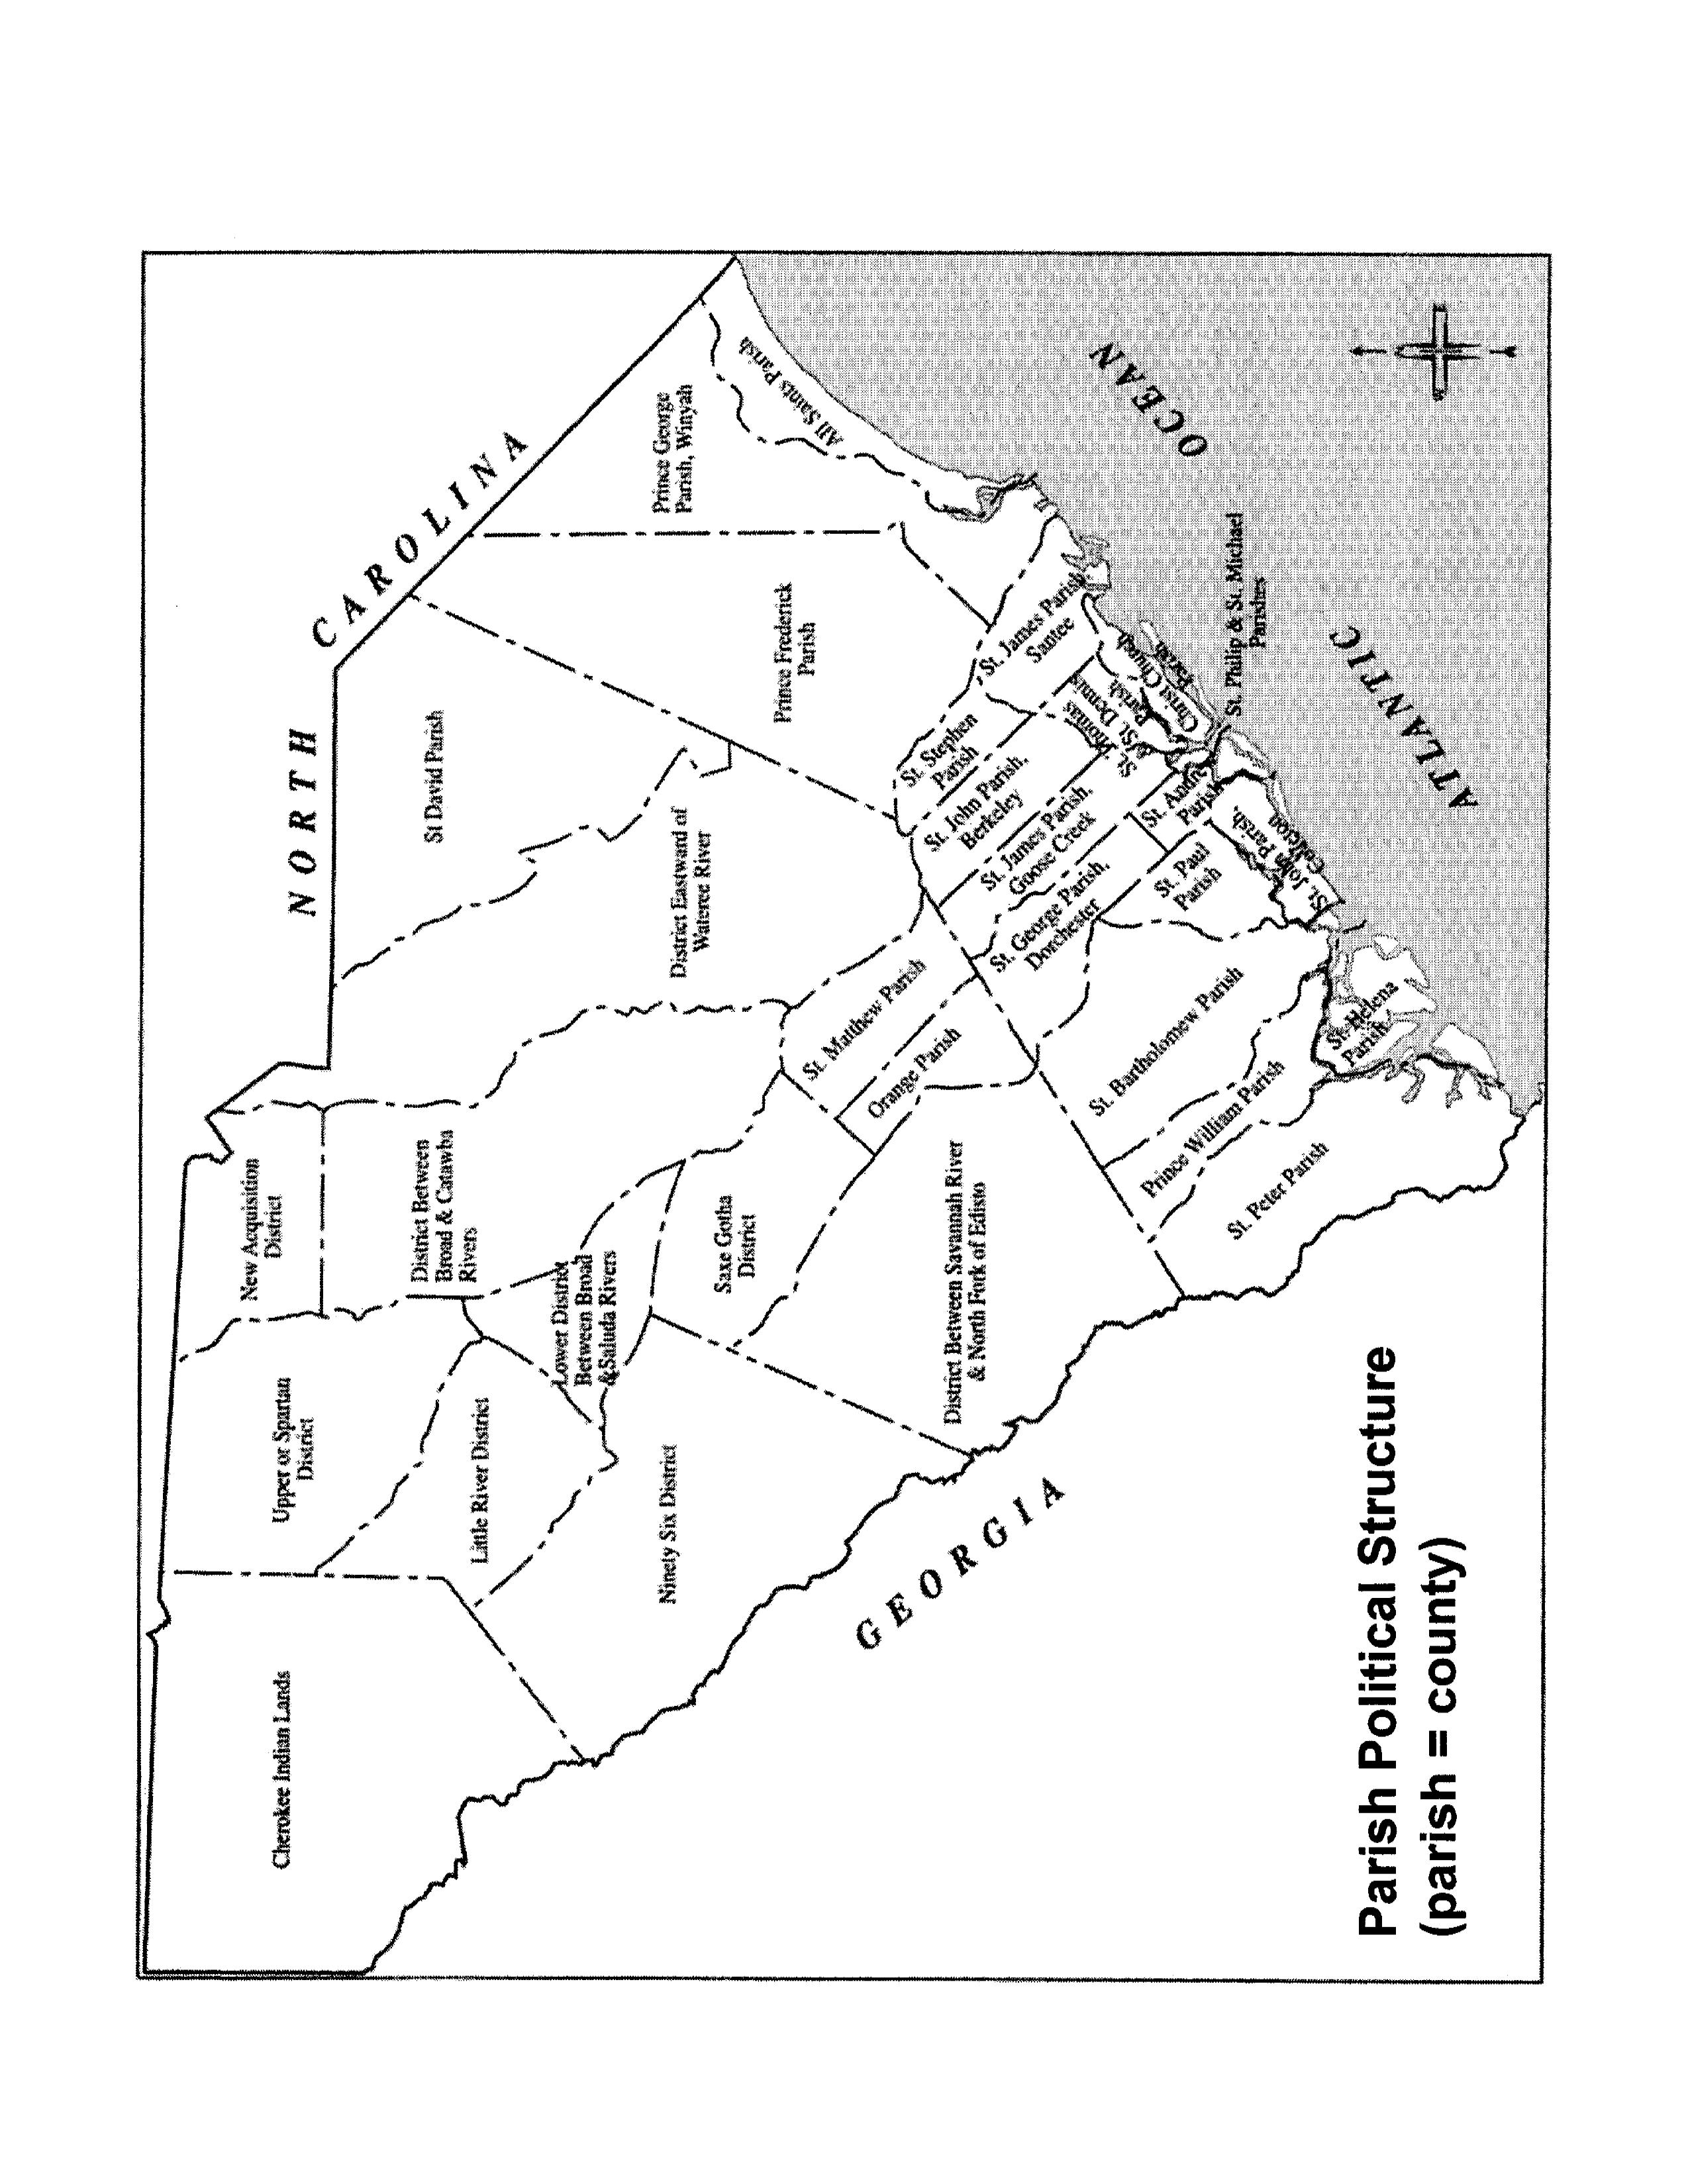 NORTH
CAROLINA
Cherokee Indian Lands
Upper or Spartan
District
New Acquisition
District
Little River District
District Between
Broad & Catawba
Rivers
St David Parish
Ninety Six District
Lower District
Between Broad
&Saluda Rivers
Saxe Gotha
District
District Eastward of
Wateree River
Prince Frederick
Parish
Prince George
Parish, Winyah
All Saints Parish
District Between Savannah River
& North Fork of Edisto
Orange Parish
St. Matthew Parish
St. Stephen
Parish
St. James Parish
Santee
St. John Parish,
Berkeley
St. James Parish,
Goose Creek
St. Thomas
&/St. Dennis
Parish
Christ Church
Parish
St. George Parish,
Dorchester
St. Andrew
Parish
St. Philip & St. Michael
Parishes
St. Paul
Parish
St. John Parish,
Colleton
St. Bartholomew Parish
Prince William Parish
St. Helena
Parish
St. Peter Parish
GEORGIA
ATLANTIC
OCEAN
Parish Political Structure
(parish = county)